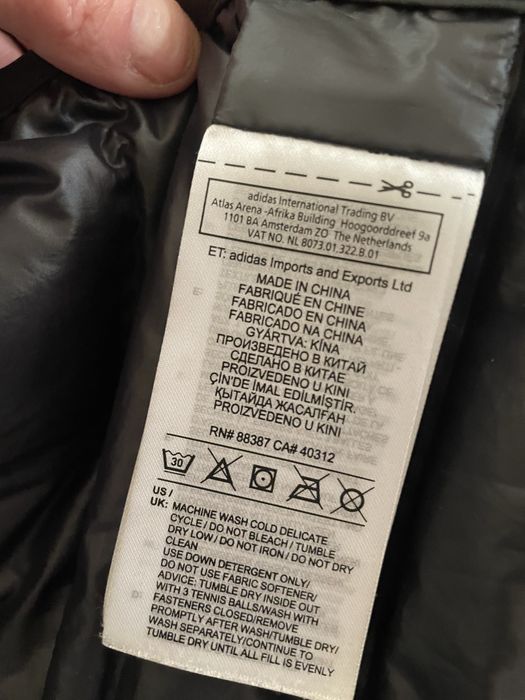 adidas International Trading BV
Atlas Arena -Afrika Building Hoogoorddreef 9a
1101 BA Amsterdam ZO The Netherlands
VAT NO. NL 8073.01.322.B.01
ET: adidas Imports and Exports Ltd
MADE IN CHINA
FABRIQUÉ EN CHINE
FABRICADO EN CHINA
FABRICADO NA CHINA
GYÁRTVA: KÍNA
ПРОИЗВЕДЕНО В КИТАЙ
СДЕЛАНО В КИТАЕ
PROIZVEDENO U KINI
ÇİN'DE İMAL EDİLMİŞTİR.
ҚЫТАЙДА ЖАСАЛҒАН
PROIZVEDENO U KINI
RN# 88387 CA# 40312
30
US /
UK: MACHINE WASH COLD DELICATE
CYCLE / DO NOT BLEACH / TUMBLE
DRY LOW / DO NOT IRON / DO NOT DRY
CLEAN
USE DOWN DETERGENT ONLY/
DO NOT USE FABRIC SOFTENER/
ADVICE: TUMBLE DRY INSIDE OUT
WITH 3 TENNIS BALLS/WASH WITH
FASTENERS CLOSED/REMOVE
PROMPTLY AFTER WASH/TUMBLE DRY/
WASH SEPARATELY/CONTINUE TO
TUMBLE DRY UNTIL ALL FILL IS EVENLY